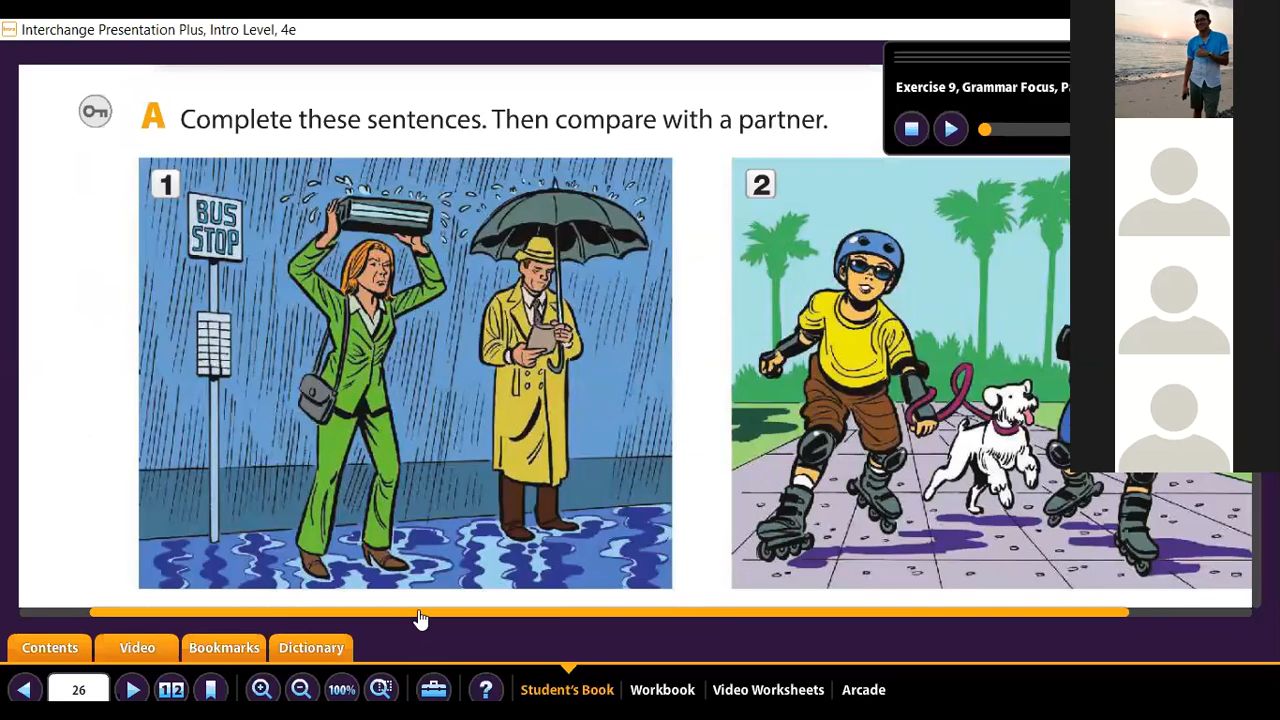 Interchange Presentation Plus, Intro Level, 4e
Exercise 9, Grammar Focus,
A Complete these sentences. Then compare with a partner.
1
2
BUS
STOP
Contents
Video
Bookmarks
Dictionary
26
12
100%
?
Student's Book
Workbook
Video Worksheets
Arcade